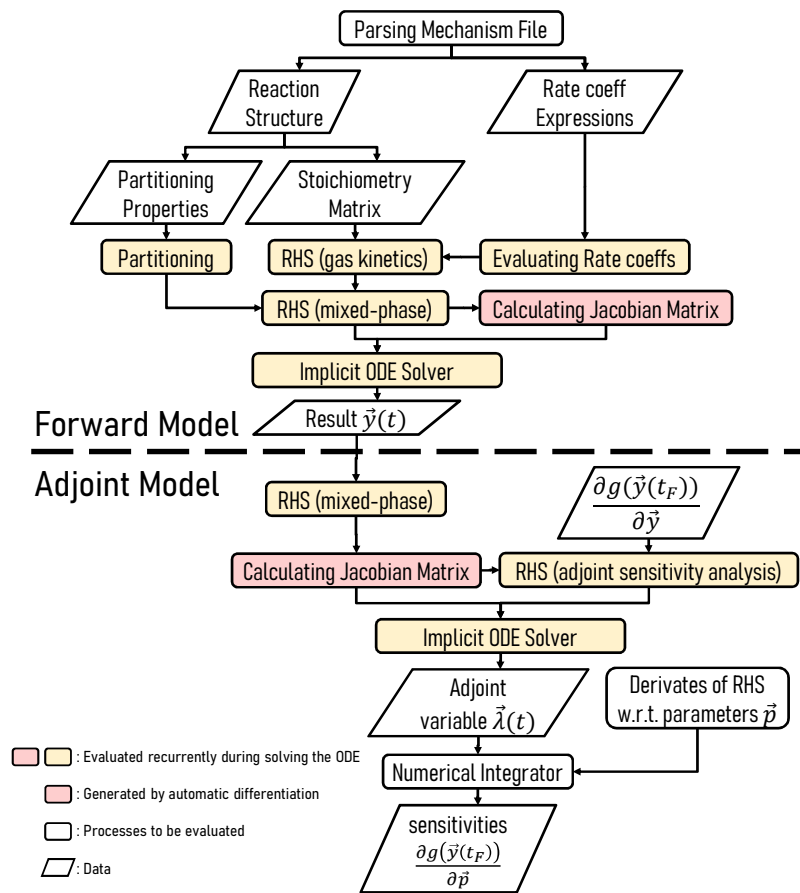 Parsing Mechanism File
Reaction
Structure
Rate coeff
Expressions
Partitioning
Properties
Stoichiometry
Matrix
Partitioning
RHS (gas kinetics)
Evaluating Rate coeffs
RHS (mixed-phase)
Calculating Jacobian Matrix
Implicit ODE Solver
Forward Model
Result y⃗(t)
Adjoint Model
RHS (mixed-phase)
∂g(y⃗(t_F))
∂y⃗
Calculating Jacobian Matrix
RHS (adjoint sensitivity analysis)
Implicit ODE Solver
Adjoint
variable λ⃗(t)
Derivates of RHS
w.r.t. parameters p⃗
: Evaluated recurrently during solving the ODE
Numerical Integrator
: Generated by automatic differentiation
: Processes to be evaluated
: Data
sensitivities
∂g(y⃗(t_F))
∂p⃗